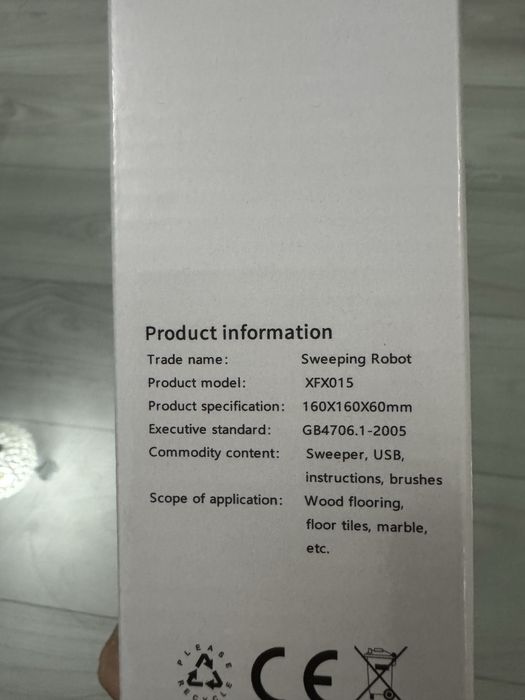 Product information
Trade name: Sweeping Robot
Product model: XFX015
Product specification: 160X160X60mm
Executive standard: GB4706.1-2005
Commodity content: Sweeper, USB,
instructions, brushes
Scope of application: Wood flooring,
floor tiles, marble,
etc.
PLEASE
RECYCLE
CE